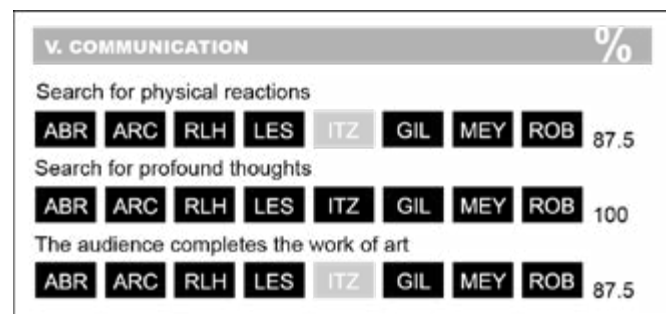 V. COMMUNICATION %
Search for physical reactions
ABR ARC RLH LES ITZ GIL MEY ROB 87.5
Search for profound thoughts
ABR ARC RLH LES ITZ GIL MEY ROB 100
The audience completes the work of art
ABR ARC RLH LES ITZ GIL MEY ROB 87.5